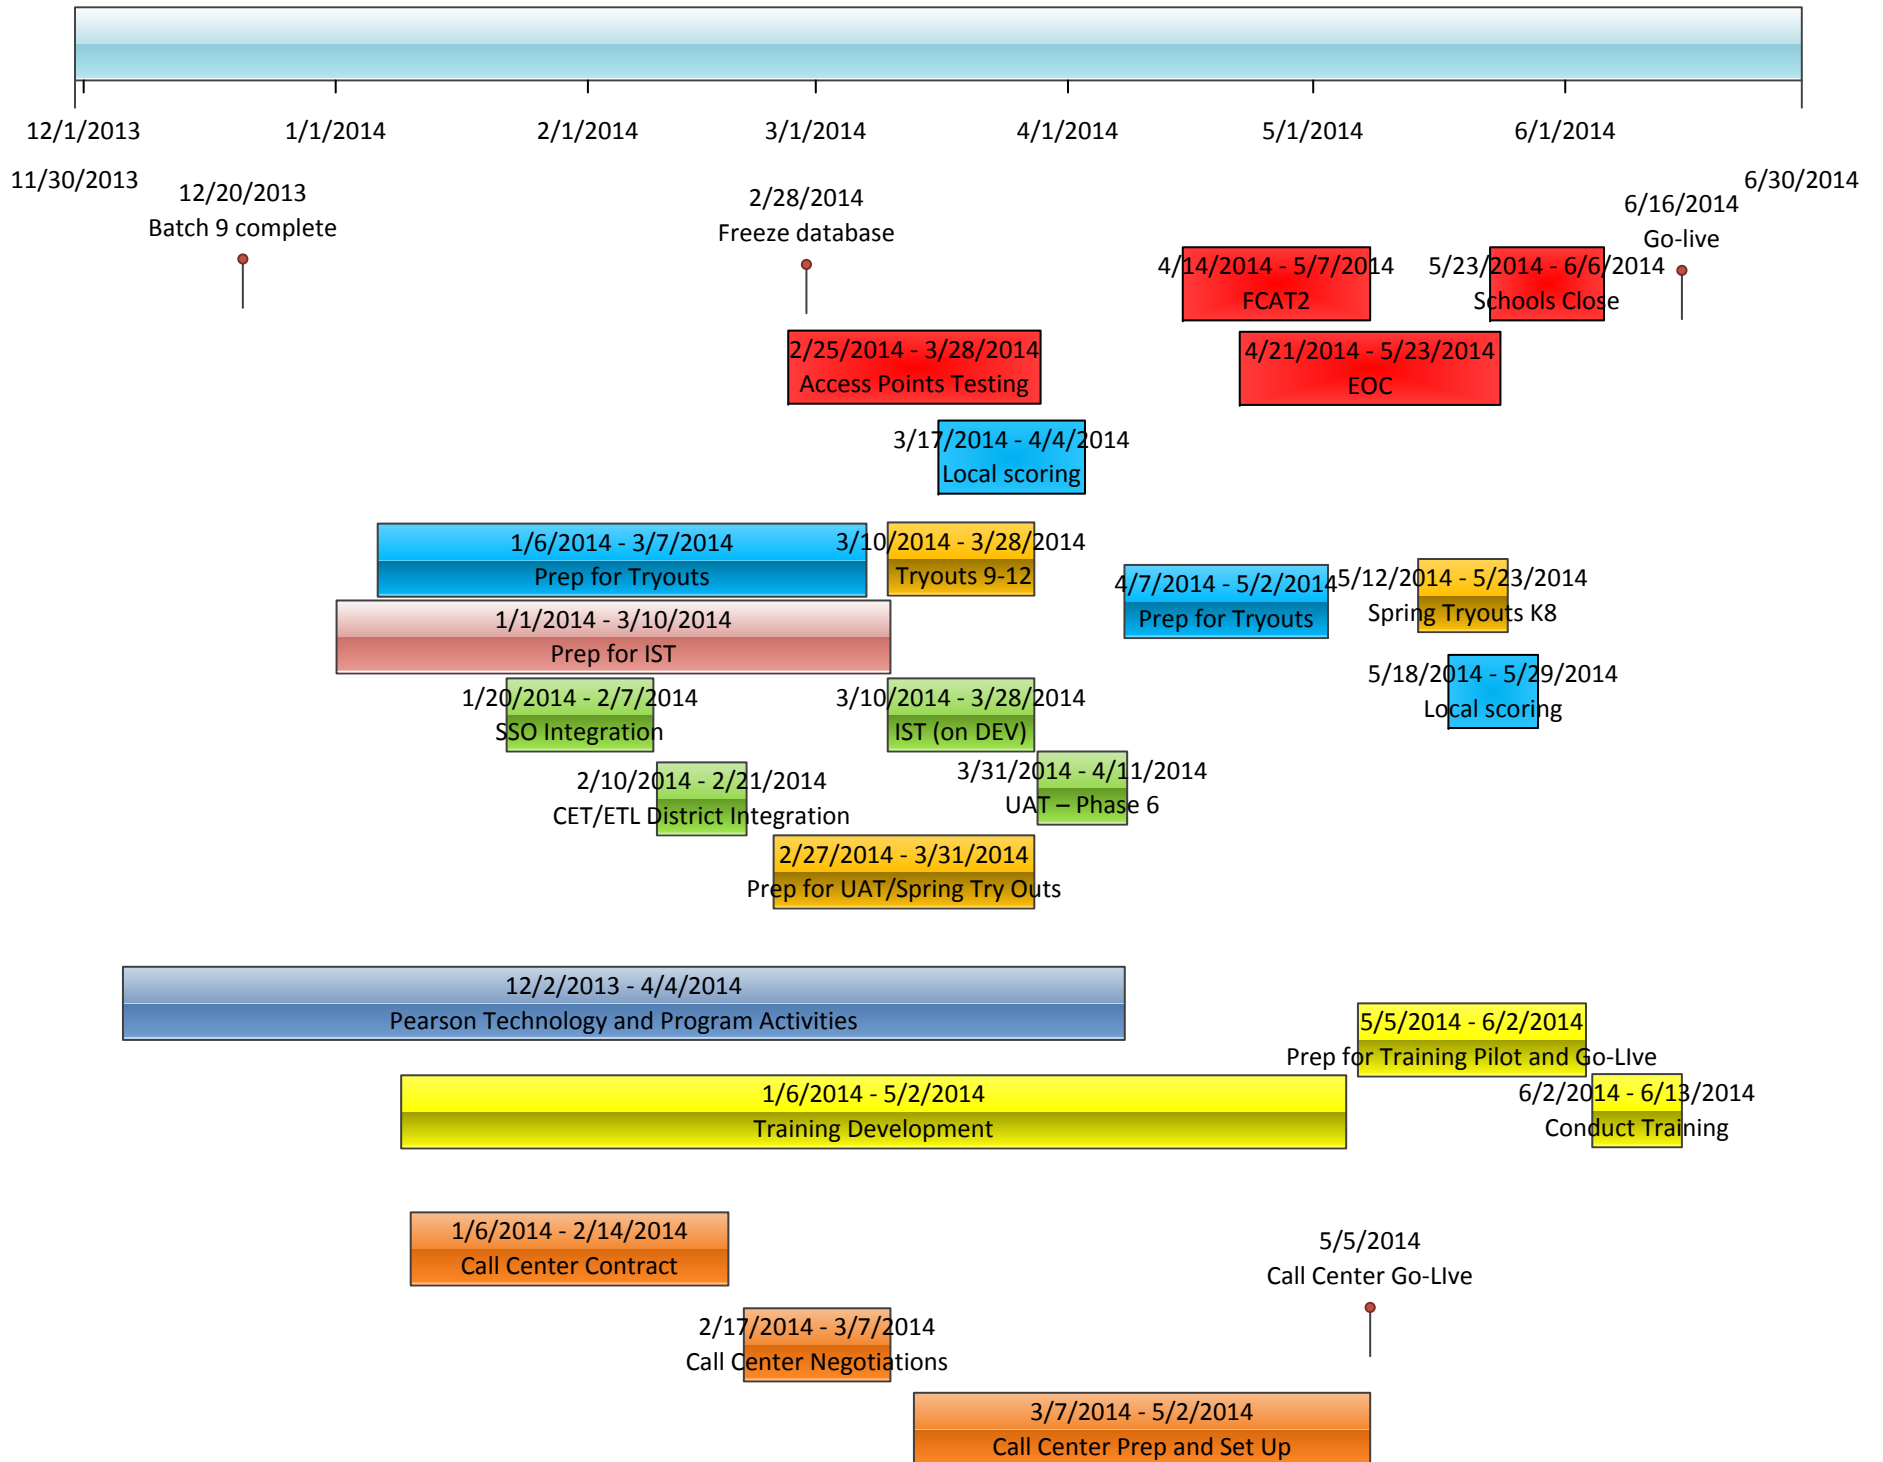 12/1/2013
1/1/2014
2/1/2014
3/1/2014
4/1/2014
5/1/2014
6/1/2014
11/30/2013
6/30/2014
12/20/2013
Batch 9 complete
2/28/2014
Freeze database
6/16/2014
Go-live
4/14/2014 - 5/7/2014
FCAT2
5/23/2014 - 6/6/2014
Schools Close
2/25/2014 - 3/28/2014
Access Points Testing
4/21/2014 - 5/23/2014
EOC
3/17/2014 - 4/4/2014
Local scoring
1/6/2014 - 3/7/2014
Prep for Tryouts
3/10/2014 - 3/28/2014
Tryouts 9-12
4/7/2014 - 5/2/2014
Prep for Tryouts
5/12/2014 - 5/23/2014
Spring Tryouts K8
1/1/2014 - 3/10/2014
Prep for IST
5/18/2014 - 5/29/2014
Local scoring
1/20/2014 - 2/7/2014
SSO Integration
3/10/2014 - 3/28/2014
IST (on DEV)
2/10/2014 - 2/21/2014
CET/ETL District Integration
3/31/2014 - 4/11/2014
UAT – Phase 6
2/27/2014 - 3/31/2014
Prep for UAT/Spring Try Outs
12/2/2013 - 4/4/2014
Pearson Technology and Program Activities
5/5/2014 - 6/2/2014
Prep for Training Pilot and Go-LIve
1/6/2014 - 5/2/2014
Training Development
6/2/2014 - 6/13/2014
Conduct Training
1/6/2014 - 2/14/2014
Call Center Contract
5/5/2014
Call Center Go-LIve
2/17/2014 - 3/7/2014
Call Center Negotiations
3/7/2014 - 5/2/2014
Call Center Prep and Set Up